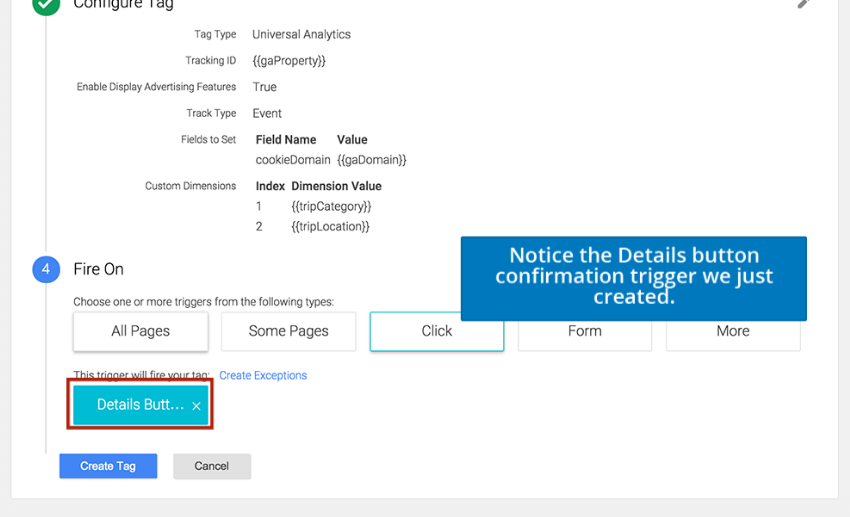 Configure Tag
Tag Type Universal Analytics
Tracking ID {{gaProperty}}
Enable Display Advertising Features True
Track Type Event
Fields to Set Field Name Value
cookieDomain {{gaDomain}}
Custom Dimensions Index Dimension Value
1 {{tripCategory}}
2 {{tripLocation}}
Notice the Details button
confirmation trigger we just
created.
4 Fire On
Choose one or more triggers from the following types:
All Pages Some Pages Click Form More
This trigger will fire your tag: Create Exceptions
Details Butt... ×
Create Tag Cancel